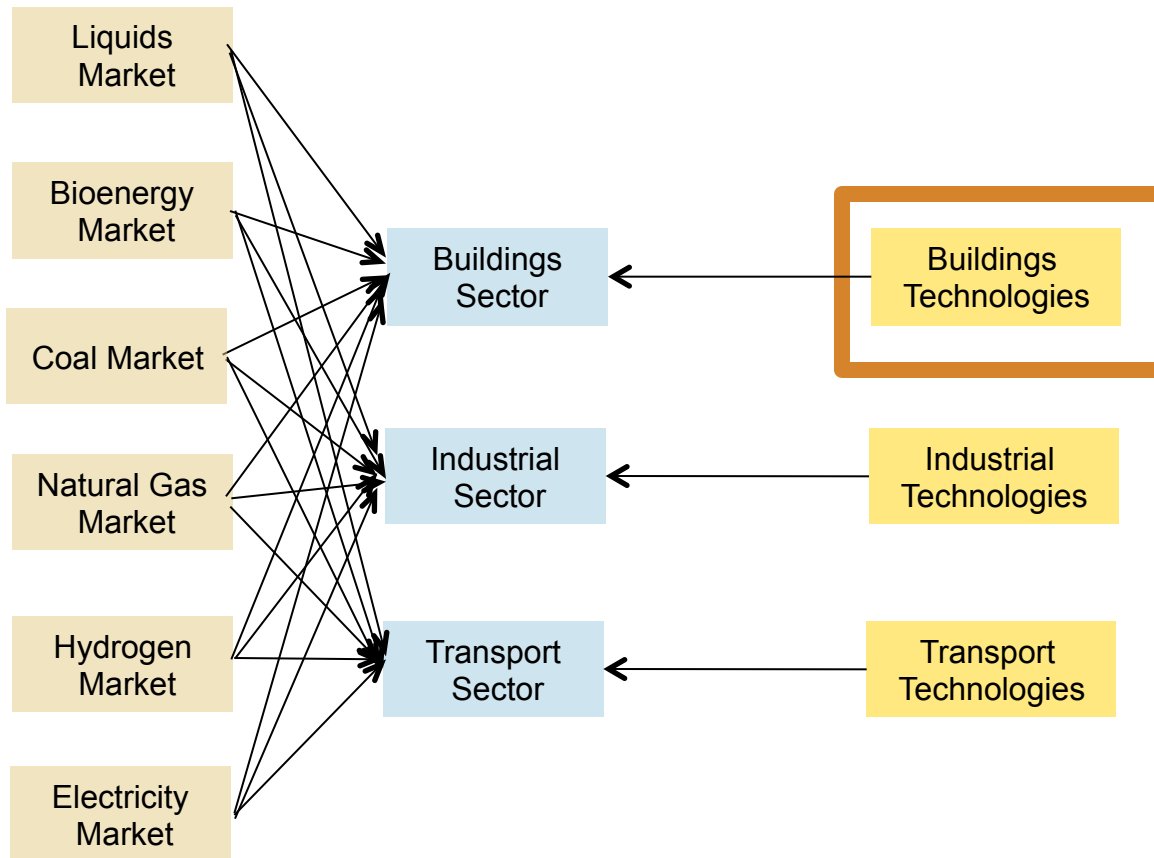 Liquids
Market
Bioenergy
Market
Coal Market
Natural Gas
Market
Hydrogen
Market
Electricity
Market
Buildings
Sector
Industrial
Sector
Transport
Sector
Buildings
Technologies
Industrial
Technologies
Transport
Technologies